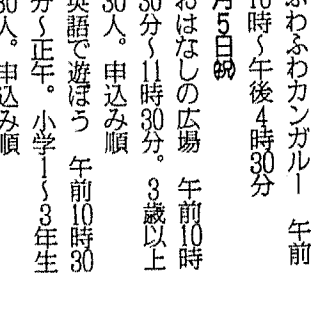 ふわふわカンガルー　午前
10時〜午後4時30分
月5日㊗
おはなしの広場　午前10時
30分〜11時30分。3歳以上
30人。申込み順
英語で遊ぼう　午前10時30
分〜正午。小学1〜3年生
30人。申込み順